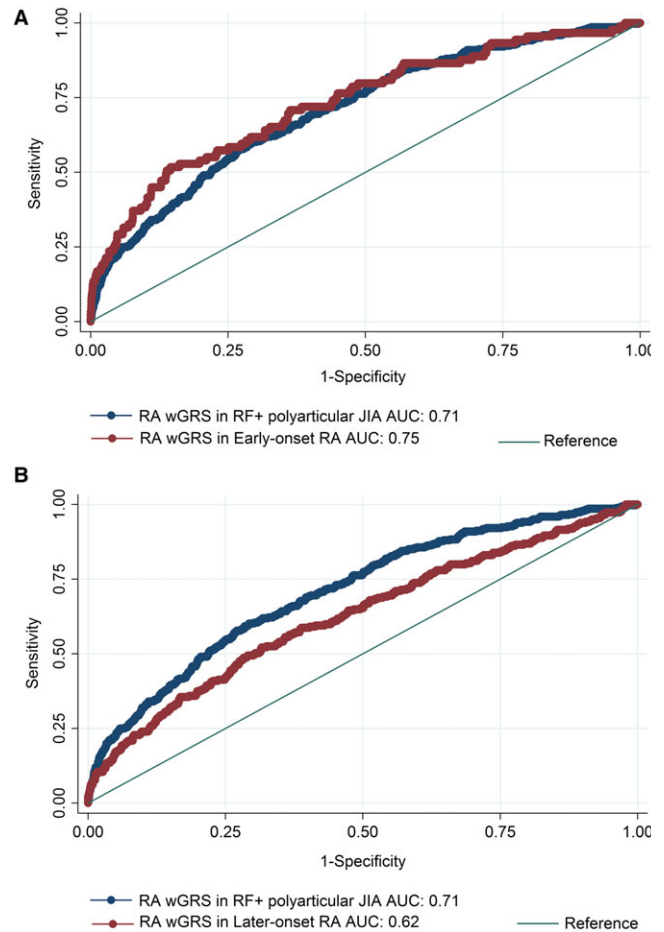 A
1.00
0.75
0.50
0.25
0.00
Sensitivity
0.00 0.25 0.50 0.75 1.00
1-Specificity
RA wGRS in RF+ polyarticular JIA AUC: 0.71
RA wGRS in Early-onset RA AUC: 0.75 Reference
B
1.00
0.75
0.50
0.25
0.00
Sensitivity
0.00 0.25 0.50 0.75 1.00
1-Specificity
RA wGRS in RF+ polyarticular JIA AUC: 0.71
RA wGRS in Later-onset RA AUC: 0.62 Reference